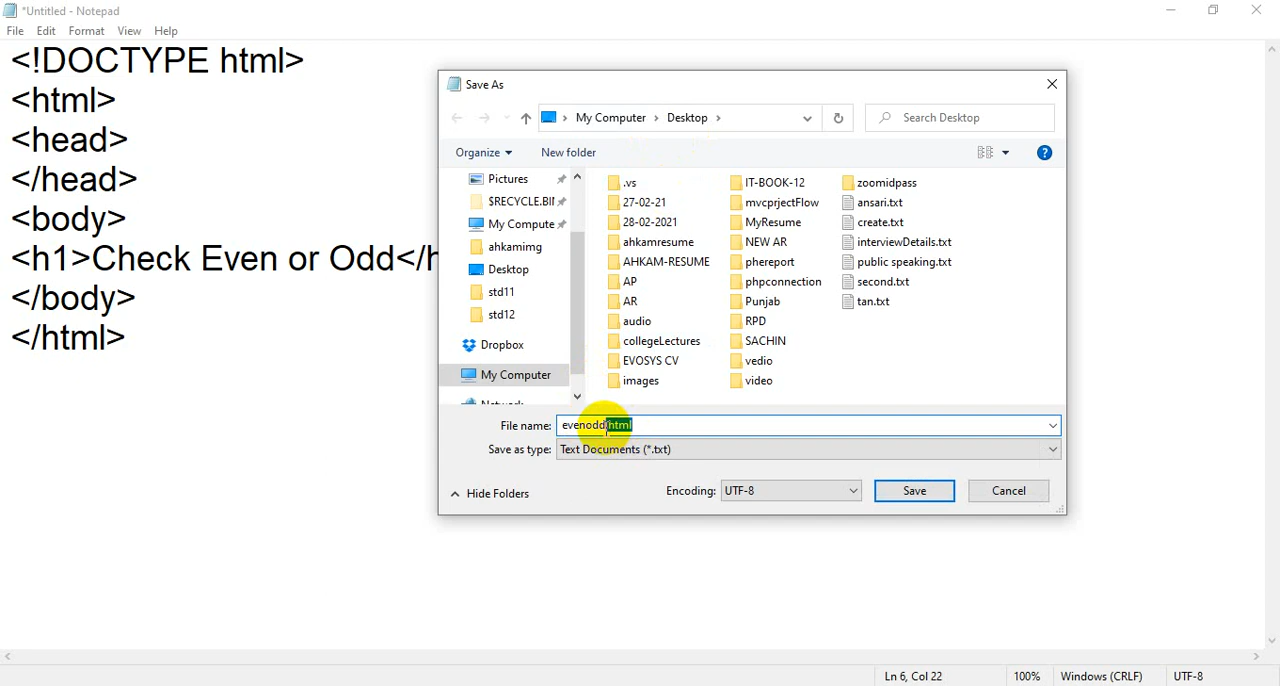 *Untitled - Notepad
File Edit Format View Help
<!DOCTYPE html>
<html>
<head>
</head>
<body>
<h1>Check Even or Odd</h
</body>
</html>
Save As
My Computer > Desktop >
Search Desktop
Organize New folder
Pictures
$RECYCLE.BIN
My Compute
ahkamimg
Desktop
std11
std12
Dropbox
My Computer
Network
.vs
27-02-21
28-02-2021
ahkamresume
AHKAM-RESUME
AP
AR
audio
collegeLectures
EVOSYS CV
images
IT-BOOK-12
mvcprjectFlow
MyResume
NEW AR
phereport
phpconnection
Punjab
RPD
SACHIN
vedio
video
zoomidpass
ansari.txt
create.txt
interviewDetails.txt
public speaking.txt
second.txt
tan.txt
File name: evenodd.html
Save as type: Text Documents (*.txt)
Hide Folders
Encoding: UTF-8 Save Cancel
Ln 6, Col 22 100% Windows (CRLF) UTF-8